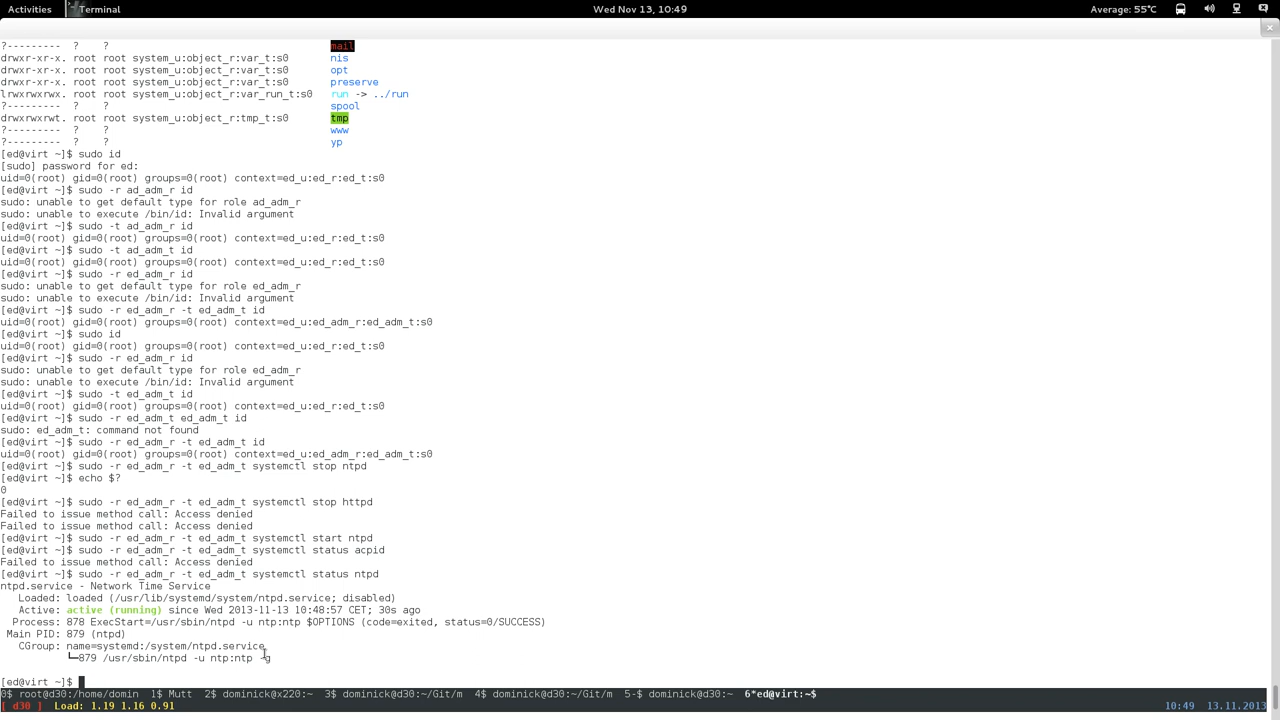 Activities Terminal Wed Nov 13, 10:49 Average: 55°C
?--------- ? ? mail
drwxr-xr-x. root root system_u:object_r:var_t:s0 nis
drwxr-xr-x. root root system_u:object_r:var_t:s0 opt
drwxr-xr-x. root root system_u:object_r:var_t:s0 preserve
lrwxrwxrwx. root root system_u:object_r:var_run_t:s0 run -> ../run
?--------- ? ? spool
drwxrwxrwt. root root system_u:object_r:tmp_t:s0 tmp
?--------- ? ? www
?--------- ? ? yp
[ed@virt ~]$ sudo id
[sudo] password for ed:
uid=0(root) gid=0(root) groups=0(root) context=ed_u:ed_r:ed_t:s0
[ed@virt ~]$ sudo -r ad_adm_r id
sudo: unable to get default type for role ad_adm_r
sudo: unable to execute /bin/id: Invalid argument
[ed@virt ~]$ sudo -t ad_adm_r id
uid=0(root) gid=0(root) groups=0(root) context=ed_u:ed_r:ed_t:s0
[ed@virt ~]$ sudo -t ad_adm_t id
uid=0(root) gid=0(root) groups=0(root) context=ed_u:ed_r:ed_t:s0
[ed@virt ~]$ sudo -r ed_adm_r id
sudo: unable to get default type for role ed_adm_r
sudo: unable to execute /bin/id: Invalid argument
[ed@virt ~]$ sudo -r ed_adm_r -t ed_adm_t id
uid=0(root) gid=0(root) groups=0(root) context=ed_u:ed_adm_r:ed_adm_t:s0
[ed@virt ~]$ sudo id
uid=0(root) gid=0(root) groups=0(root) context=ed_u:ed_r:ed_t:s0
[ed@virt ~]$ sudo -r ed_adm_r id
sudo: unable to get default type for role ed_adm_r
sudo: unable to execute /bin/id: Invalid argument
[ed@virt ~]$ sudo -t ed_adm_t id
uid=0(root) gid=0(root) groups=0(root) context=ed_u:ed_r:ed_t:s0
[ed@virt ~]$ sudo -r ed_adm_t ed_adm_t id
sudo: ed_adm_t: command not found
[ed@virt ~]$ sudo -r ed_adm_r -t ed_adm_t id
uid=0(root) gid=0(root) groups=0(root) context=ed_u:ed_adm_r:ed_adm_t:s0
[ed@virt ~]$ sudo -r ed_adm_r -t ed_adm_t systemctl stop ntpd
[ed@virt ~]$ echo $?
0
[ed@virt ~]$ sudo -r ed_adm_r -t ed_adm_t systemctl stop httpd
Failed to issue method call: Access denied
Failed to issue method call: Access denied
[ed@virt ~]$ sudo -r ed_adm_r -t ed_adm_t systemctl start ntpd
[ed@virt ~]$ sudo -r ed_adm_r -t ed_adm_t systemctl status acpid
Failed to issue method call: Access denied
[ed@virt ~]$ sudo -r ed_adm_r -t ed_adm_t systemctl status ntpd
ntpd.service - Network Time Service
Loaded: loaded (/usr/lib/systemd/system/ntpd.service; disabled)
Active: active (running) since Wed 2013-11-13 10:48:57 CET; 30s ago
Process: 878 ExecStart=/usr/sbin/ntpd -u ntp:ntp $OPTIONS (code=exited, status=0/SUCCESS)
Main PID: 879 (ntpd)
CGroup: name=systemd:/system/ntpd.service
└─879 /usr/sbin/ntpd -u ntp:ntp -g
[ed@virt ~]$
0$ root@d30:/home/domin 1$ Mutt 2$ dominick@x220:~ 3$ dominick@d30:~/Git/m 4$ dominick@d30:~/Git/m 5-$ dominick@d30:~ 6*ed@virt:~$
[ d30 ] Load: 1.19 1.16 0.91 10:49 13.11.2013